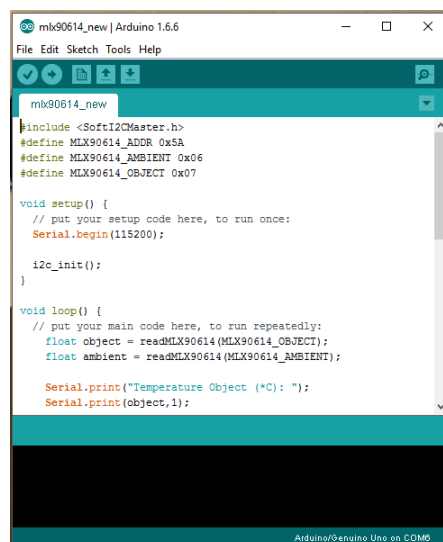 mlx90614_new | Arduino 1.6.6
File Edit Sketch Tools Help
mlx90614_new
#include <SoftI2CMaster.h>
#define MLX90614_ADDR 0x5A
#define MLX90614_AMBIENT 0x06
#define MLX90614_OBJECT 0x07
void setup() {
// put your setup code here, to run once:
Serial.begin(115200);
i2c_init();
}
void loop() {
// put your main code here, to run repeatedly:
float object = readMLX90614(MLX90614_OBJECT);
float ambient = readMLX90614(MLX90614_AMBIENT);
Serial.print("Temperature Object (*C): ");
Serial.print(object,1);
Arduino/Genuino Uno on COM6